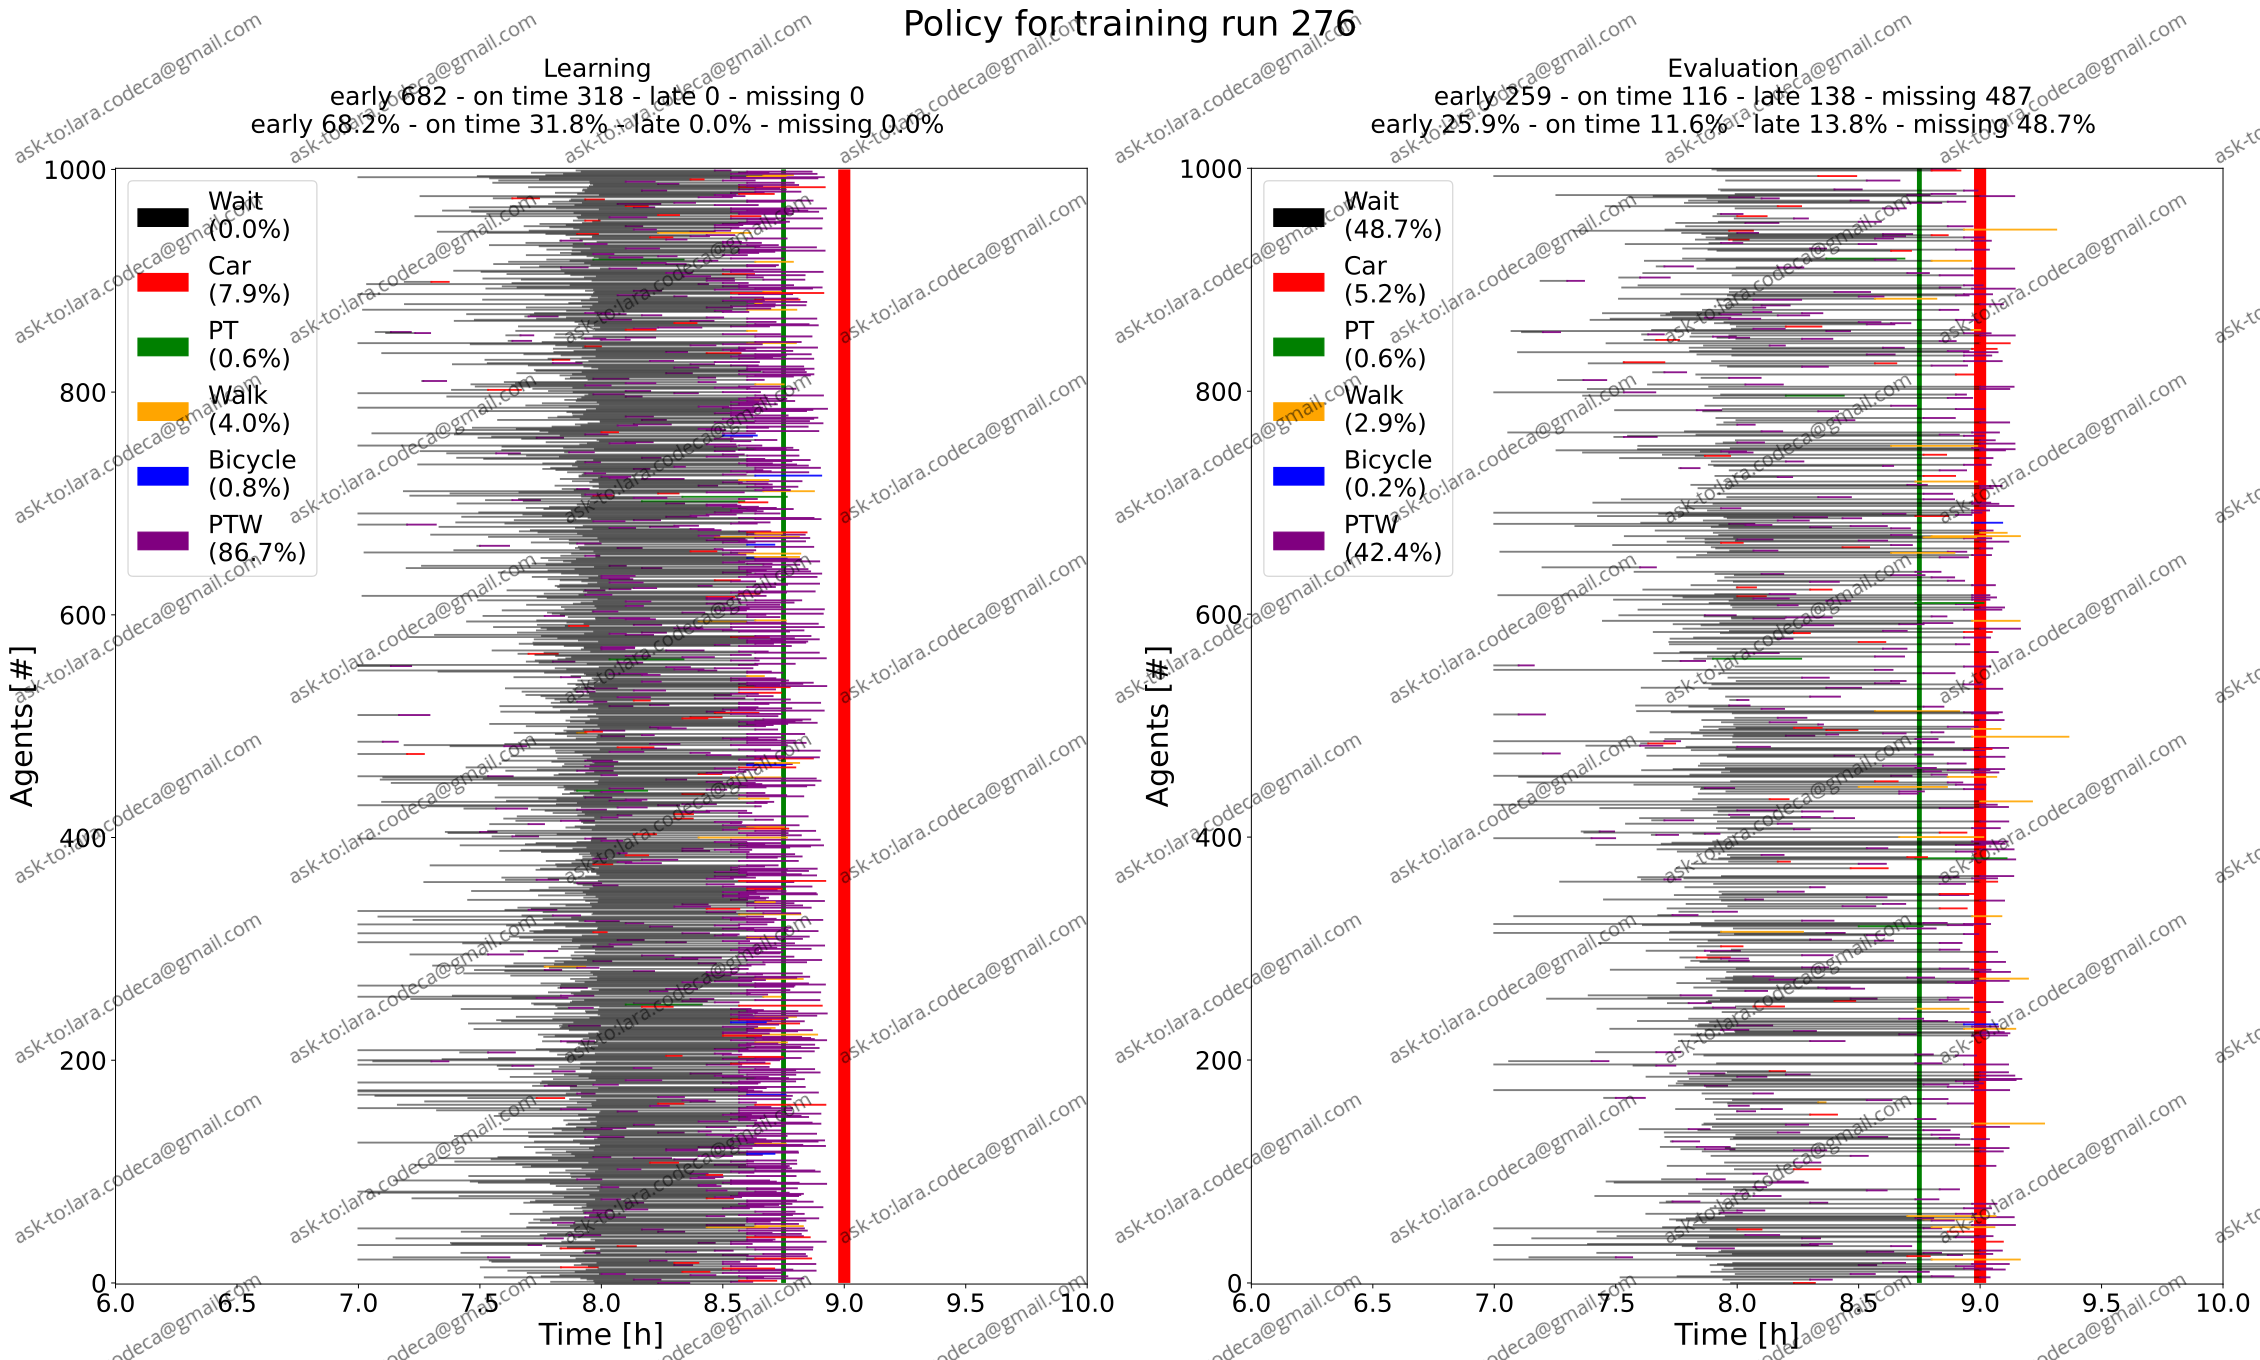 Policy for training run 276
Learning
early 682 - on time 318 - late 0 - missing 0
early 68.2% - on time 31.8% - late 0.0% - missing 0.0%
Evaluation
early 259 - on time 116 - late 138 - missing 487
early 25.9% - on time 11.6% - late 13.8% - missing 48.7%
Agents [#]
1000
800
600
400
200
0
Wait
(0.0%)
Car
(7.9%)
PT
(0.6%)
Walk
(4.0%)
Bicycle
(0.8%)
PTW
(86.7%)
6.0 6.5 7.0 7.5 8.0 8.5 9.0 9.5 10.0
Time [h]
Agents [#]
1000
800
600
400
200
0
Wait
(48.7%)
Car
(5.2%)
PT
(0.6%)
Walk
(2.9%)
Bicycle
(0.2%)
PTW
(42.4%)
6.0 6.5 7.0 7.5 8.0 8.5 9.0 9.5 10.0
Time [h]
ask-to:lara.codeca@gmail.com